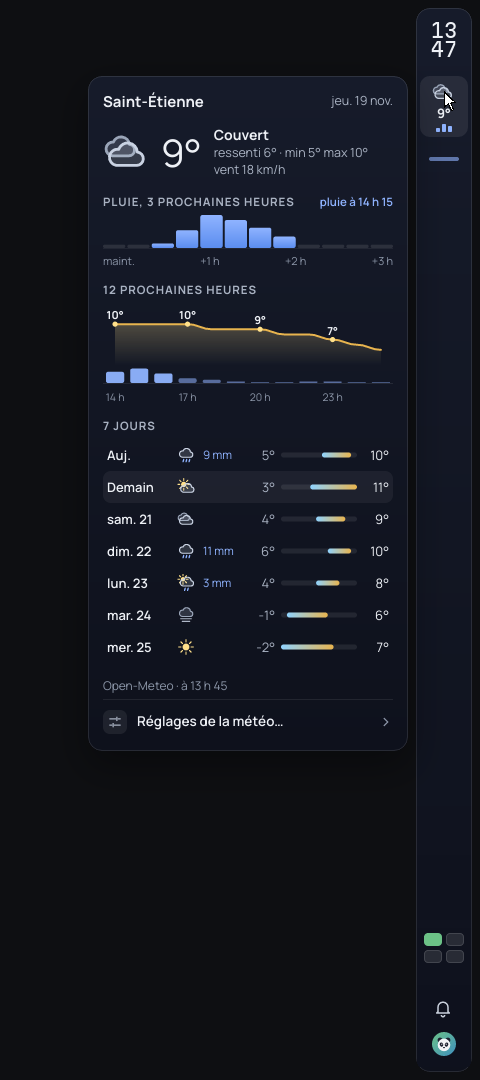 13
47
9°
Saint-Étienne
jeu. 19 nov.
9°
Couvert
ressenti 6° · min 5° max 10°
vent 18 km/h
PLUIE, 3 PROCHAINES HEURES
pluie à 14 h 15
maint. +1 h +2 h +3 h
12 PROCHAINES HEURES
10° 10° 9° 7°
14 h 17 h 20 h 23 h
7 JOURS
Auj. 9 mm 5° 10°
Demain 3° 11°
sam. 21 4° 9°
dim. 22 11 mm 6° 10°
lun. 23 3 mm 4° 8°
mar. 24 -1° 6°
mer. 25 -2° 7°
Open-Meteo · à 13 h 45
Réglages de la météo…